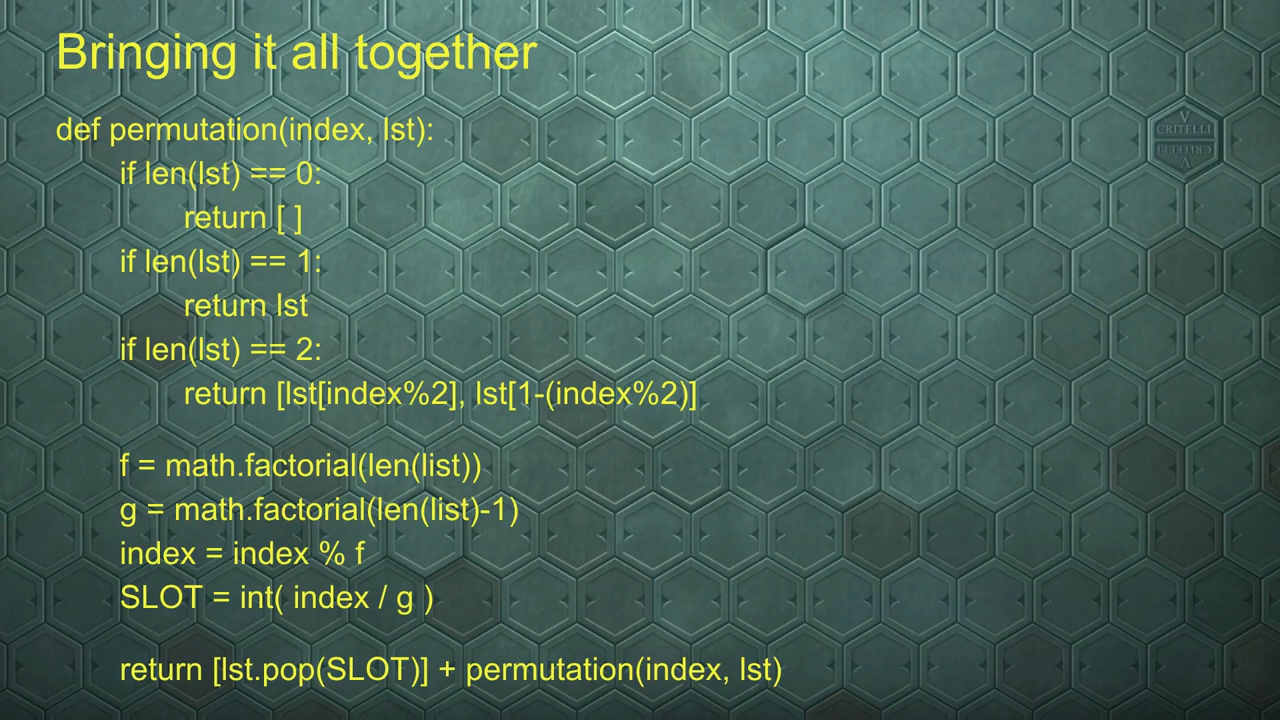 Bringing it all together
def permutation(index, lst):
if len(lst) == 0:
return [ ]
if len(lst) == 1:
return lst
if len(lst) == 2:
return [lst[index%2], lst[1-(index%2)]
f = math.factorial(len(list))
g = math.factorial(len(list)-1)
index = index % f
SLOT = int( index / g )
return [lst.pop(SLOT)] + permutation(index, lst)
V
CRITELLI
CRITELLI
V